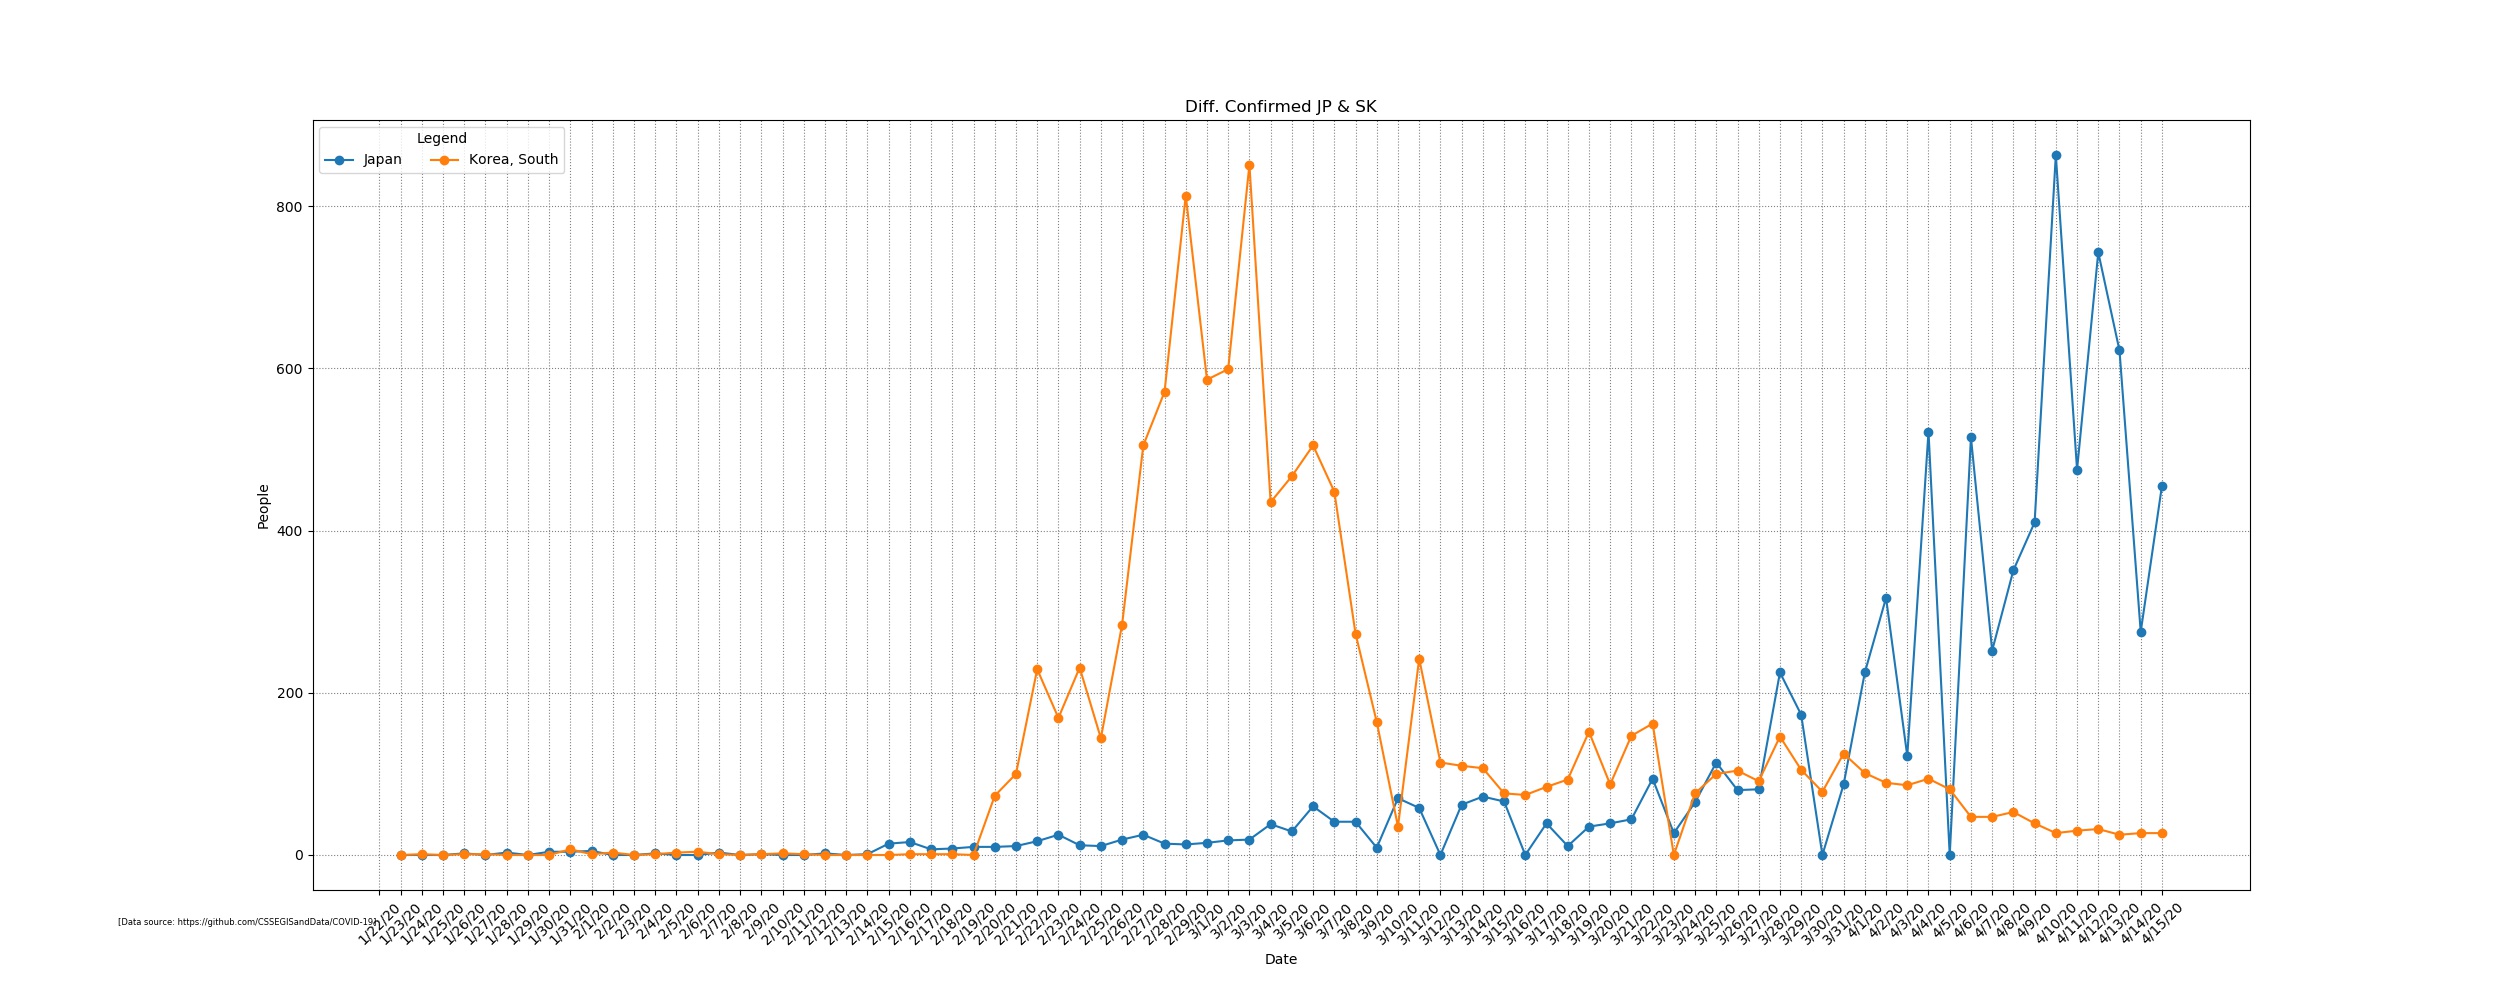 Diff. Confirmed JP & SK
Legend
Japan Korea, South
800
600
400
200
0
People
1/22/20 1/23/20 1/24/20 1/25/20 1/26/20 1/27/20 1/28/20 1/29/20 1/30/20 1/31/20 2/1/20 2/2/20 2/3/20 2/4/20 2/5/20 2/6/20 2/7/20 2/8/20 2/9/20 2/10/20 2/11/20 2/12/20 2/13/20 2/14/20 2/15/20 2/16/20 2/17/20 2/18/20 2/19/20 2/20/20 2/21/20 2/22/20 2/23/20 2/24/20 2/25/20 2/26/20 2/27/20 2/28/20 2/29/20 3/1/20 3/2/20 3/3/20 3/4/20 3/5/20 3/6/20 3/7/20 3/8/20 3/9/20 3/10/20 3/11/20 3/12/20 3/13/20 3/14/20 3/15/20 3/16/20 3/17/20 3/18/20 3/19/20 3/20/20 3/21/20 3/22/20 3/23/20 3/24/20 3/25/20 3/26/20 3/27/20 3/28/20 3/29/20 3/30/20 3/31/20 4/1/20 4/2/20 4/3/20 4/4/20 4/5/20 4/6/20 4/7/20 4/8/20 4/9/20 4/10/20 4/11/20 4/12/20 4/13/20 4/14/20 4/15/20
[Data source: https://github.com/CSSEGISandData/COVID-19]
Date